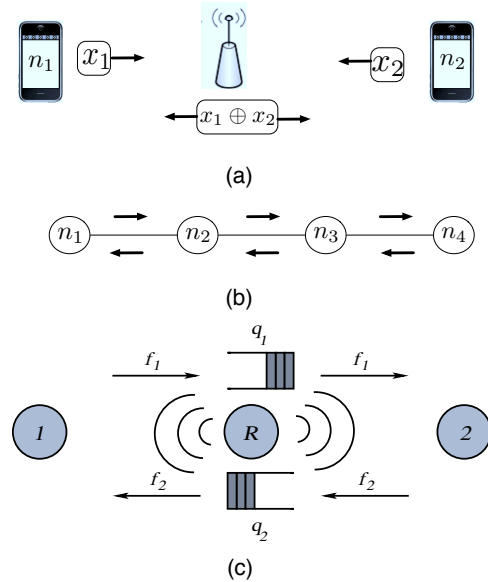 n₁ x₁ x₂ n₂
x₁ ⊕ x₂
(a)
n₁ n₂ n₃ n₄
(b)
q₁
f₁ f₁
1 R 2
f₂ f₂
q₂
(c)